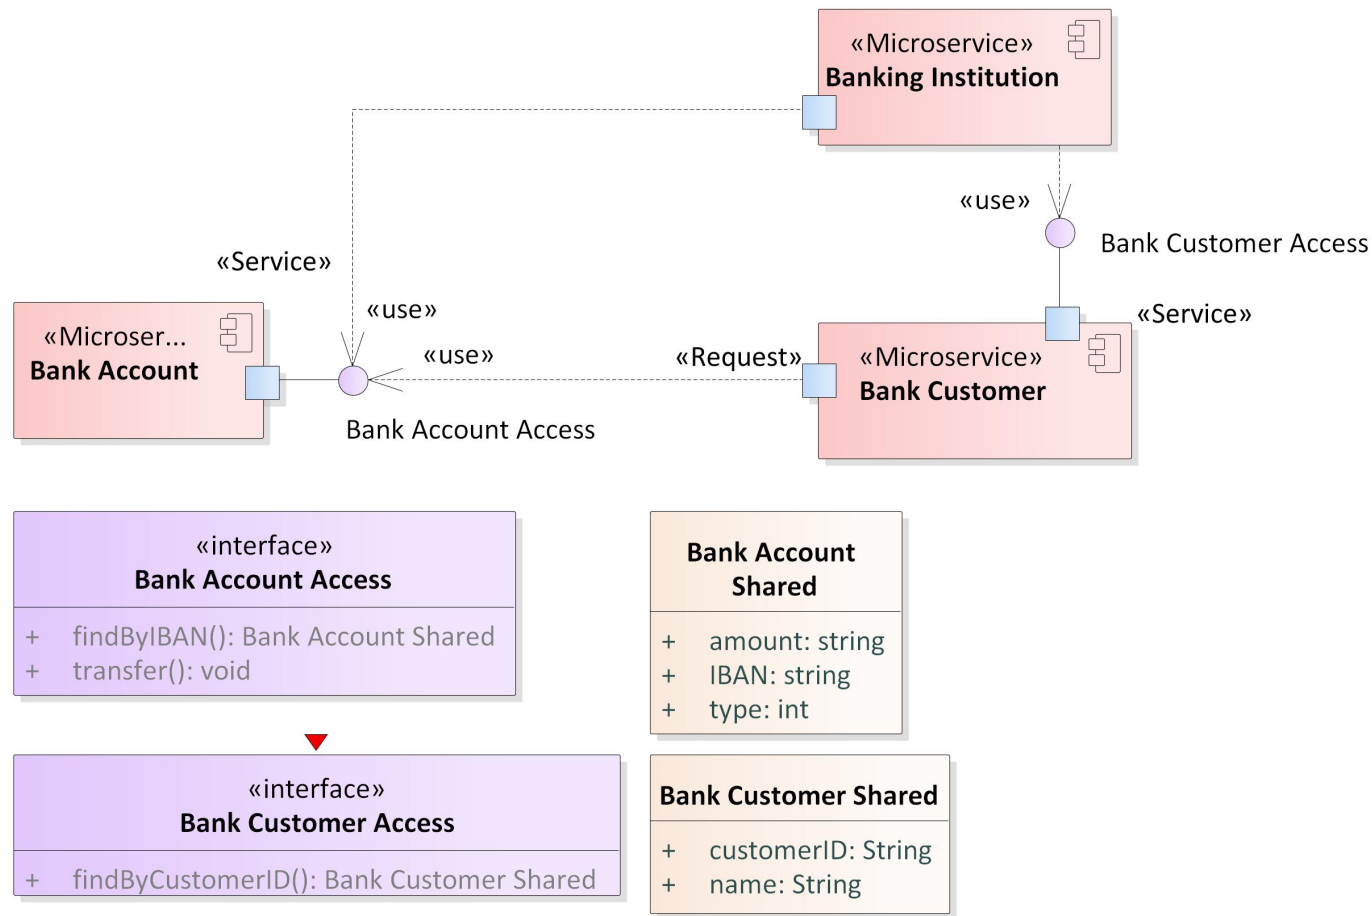 «Microservice»
Banking Institution
«use»
Bank Customer Access
«Service»
«use»
«Service»
«Microser...
Bank Account
«use»
«Request»
«Microservice»
Bank Customer
Bank Account Access
«interface»
Bank Account Access
+ findByIBAN(): Bank Account Shared
+ transfer(): void
Bank Account
Shared
+ amount: string
+ IBAN: string
+ type: int
«interface»
Bank Customer Access
+ findByCustomerID(): Bank Customer Shared
Bank Customer Shared
+ customerID: String
+ name: String